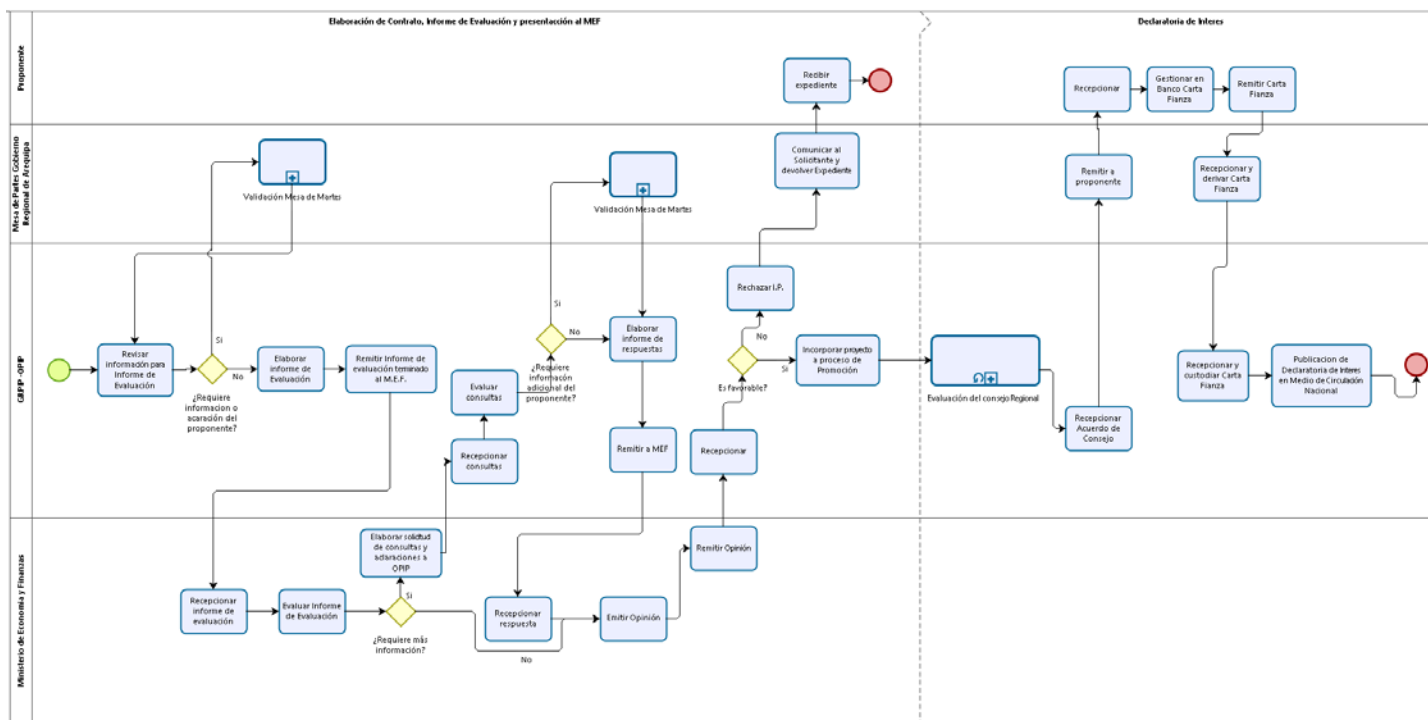 Elaboración de Contrato, Informe de Evaluación y presentacción al MEF
Declaratoria de Interes
Proponente
Recibir
expediente
Recepcionar
Gestionar en
Banco Carta
Fianza
Remitir Carta
Fianza
Mesa de Partes Gobierno
Regional de Arequipa
Validación Mesa de Martes
Validación Mesa de Martes
Comunicar al
Solicitante y
devolver Expediente
Remitir a
proponente
Recepcionar y
derivar Carta
Fianza
GRPIP -OPIP
Revisar
información para
Informe de
Evaluación
Si
No
¿Requiere
informacion o
acaración del
proponente?
Elaborar
informe de
Evaluación
Remitir Informe de
evaluación terminado
al M.E.F.
Evaluar
consultas
Recepcionar
consultas
Si
No
¿Requiere
información
adicional del
proponente?
Elaborar
informe de
respuestas
Remitir a MEF
Rechazar I.P.
No
Es favorable?
Si
Recepcionar
Incorporar proyecto
a proceso de
Promoción
Evaluación del consejo Regional
Recepcionar
Acuerdo de
Consejo
Recepcionar y
custodiar Carta
Fianza
Publicacion de
Declaratoria de Interes
en Medio de Circulación
Nacional
Ministerio de Economía y Finanzas
Recepcionar
informe de
evaluación
Evaluar Informe
de Evaluación
Elaborar solicitud
de consultas y
aclaraciones a
OPIP
Si
¿Requiere más
información?
No
Recepcionar
respuesta
Emitir Opinión
Remitir Opinión